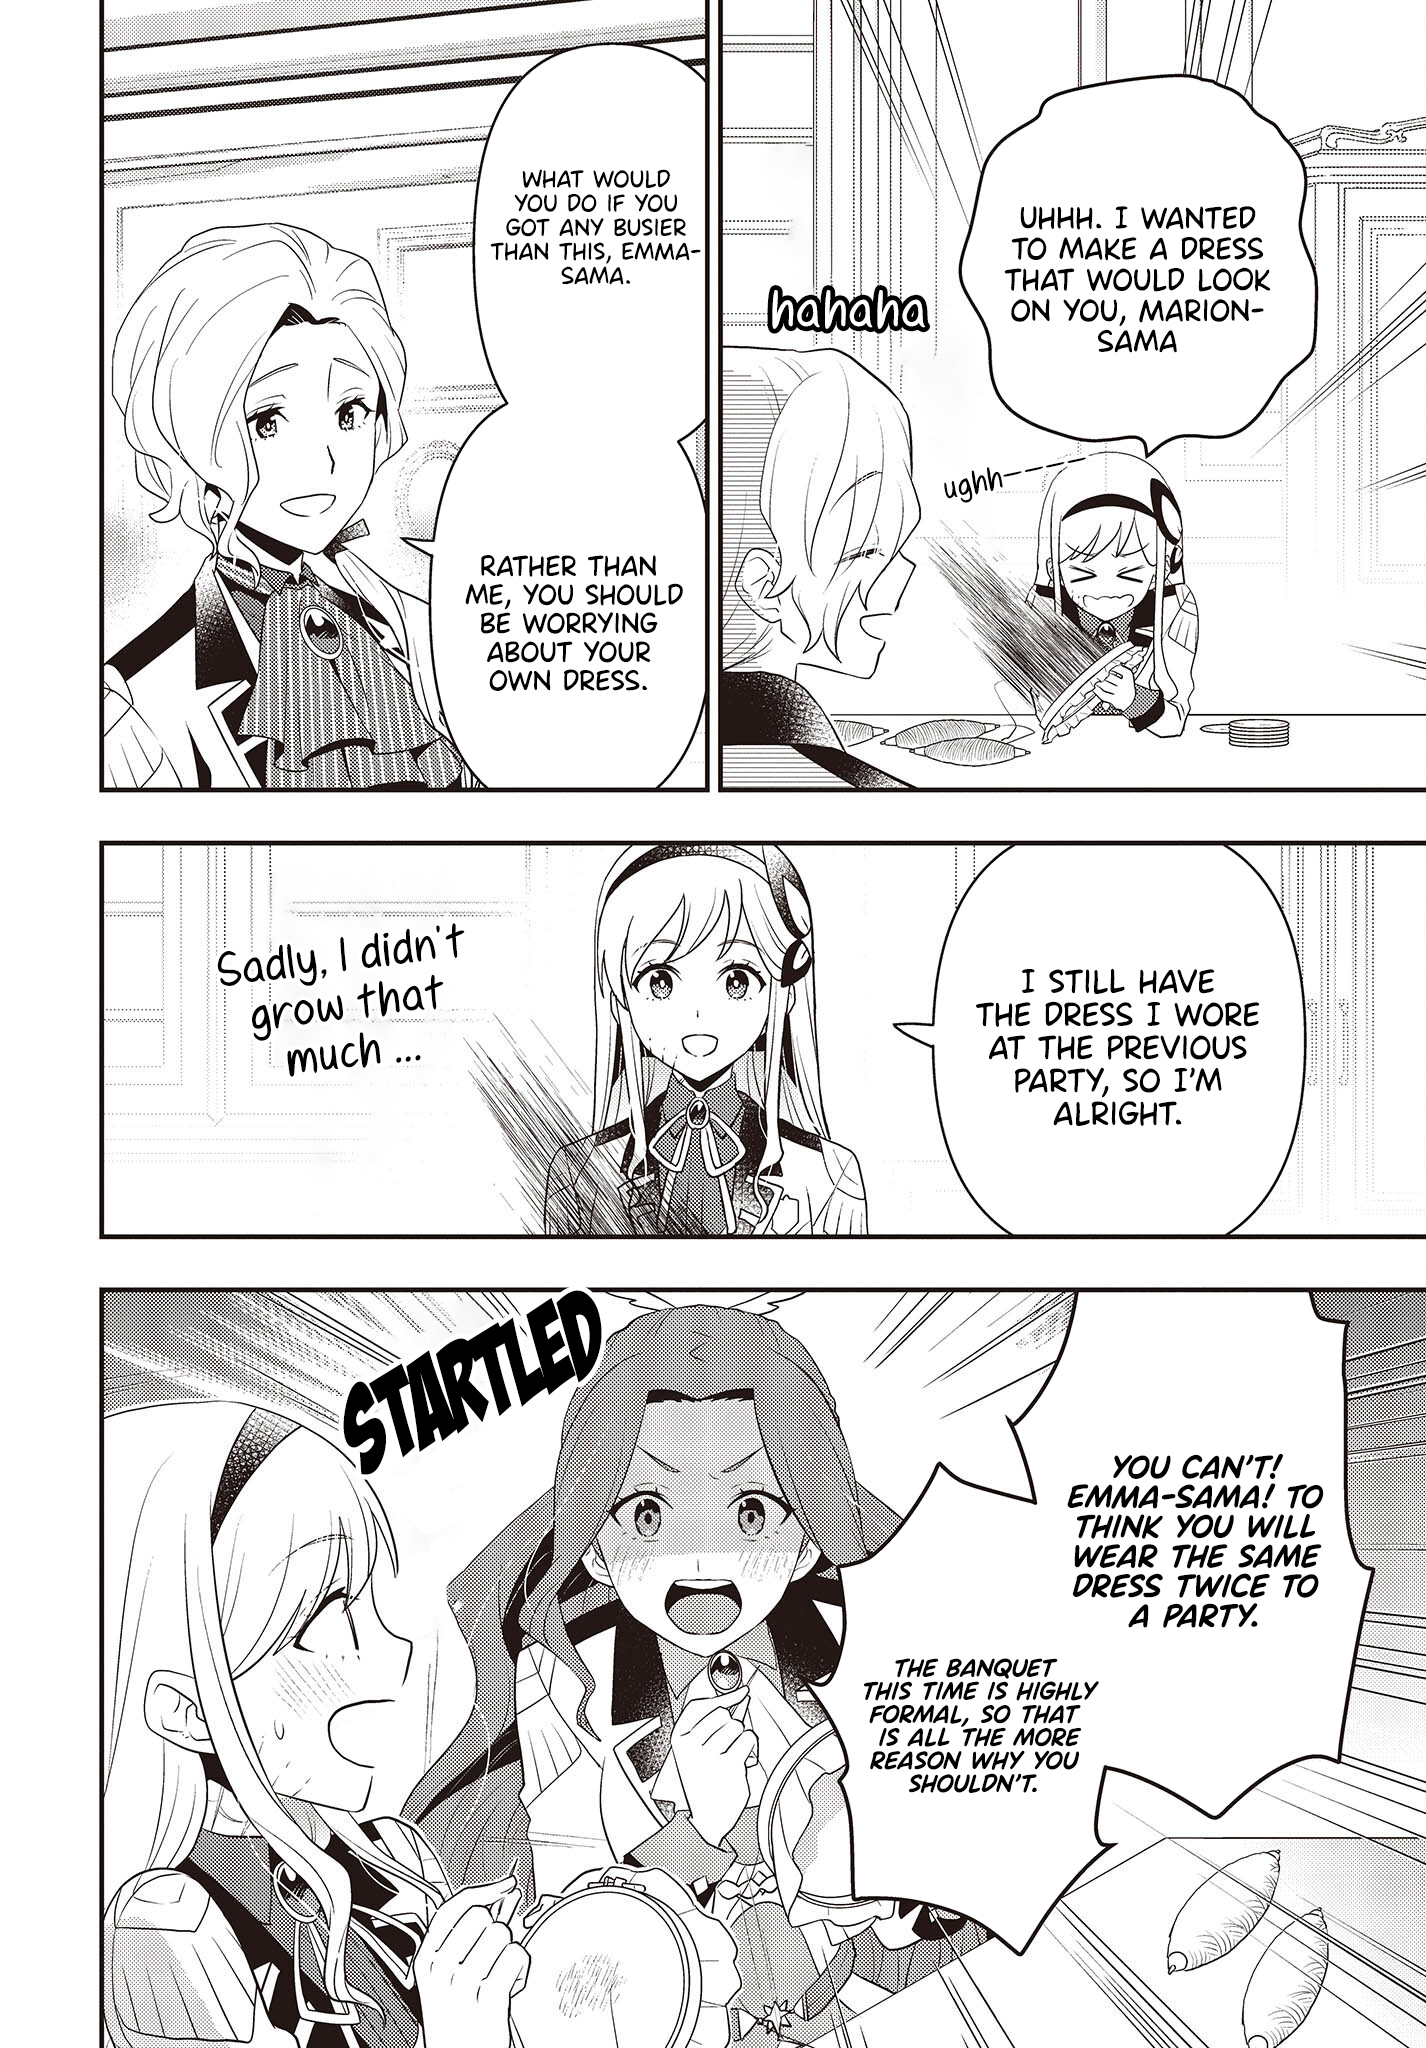 UHHH. I WANTED
TO MAKE A DRESS
THAT WOULD LOOK
ON YOU, MARION-
SAMA
hahaha
ughh
WHAT WOULD
YOU DO IF YOU
GOT ANY BUSIER
THAN THIS, EMMA-
SAMA.
RATHER THAN
ME, YOU SHOULD
BE WORRYING
ABOUT YOUR
OWN DRESS.
I STILL HAVE
THE DRESS I WORE
AT THE PREVIOUS
PARTY, SO I'M
ALRIGHT.
Sadly, I didn't
grow that
much ...
STARTLED
YOU CAN'T!
EMMA-SAMA! TO
THINK YOU WILL
WEAR THE SAME
DRESS TWICE TO
A PARTY.
THE BANQUET
THIS TIME IS HIGHLY
FORMAL, SO THAT
IS ALL THE MORE
REASON WHY YOU
SHOULDN'T.